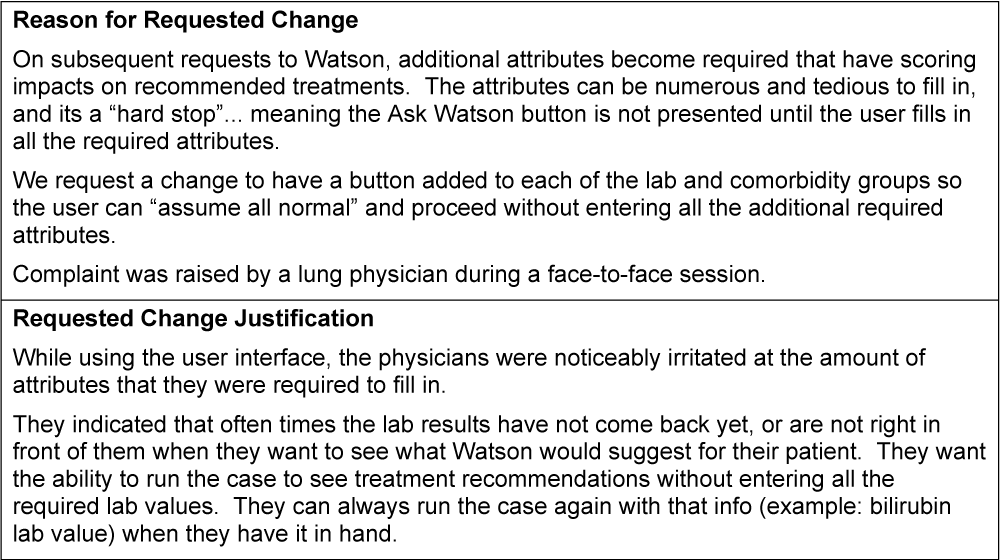 Reason for Requested Change
On subsequent requests to Watson, additional attributes become required that have scoring
impacts on recommended treatments.  The attributes can be numerous and tedious to fill in,
and its a “hard stop”... meaning the Ask Watson button is not presented until the user fills in
all the required attributes.
We request a change to have a button added to each of the lab and comorbidity groups so
the user can “assume all normal” and proceed without entering all the additional required
attributes.
Complaint was raised by a lung physician during a face-to-face session.
Requested Change Justification
While using the user interface, the physicians were noticeably irritated at the amount of
attributes that they were required to fill in.
They indicated that often times the lab results have not come back yet, or are not right in
front of them when they want to see what Watson would suggest for their patient.  They want
the ability to run the case to see treatment recommendations without entering all the
required lab values.  They can always run the case again with that info (example: bilirubin
lab value) when they have it in hand.